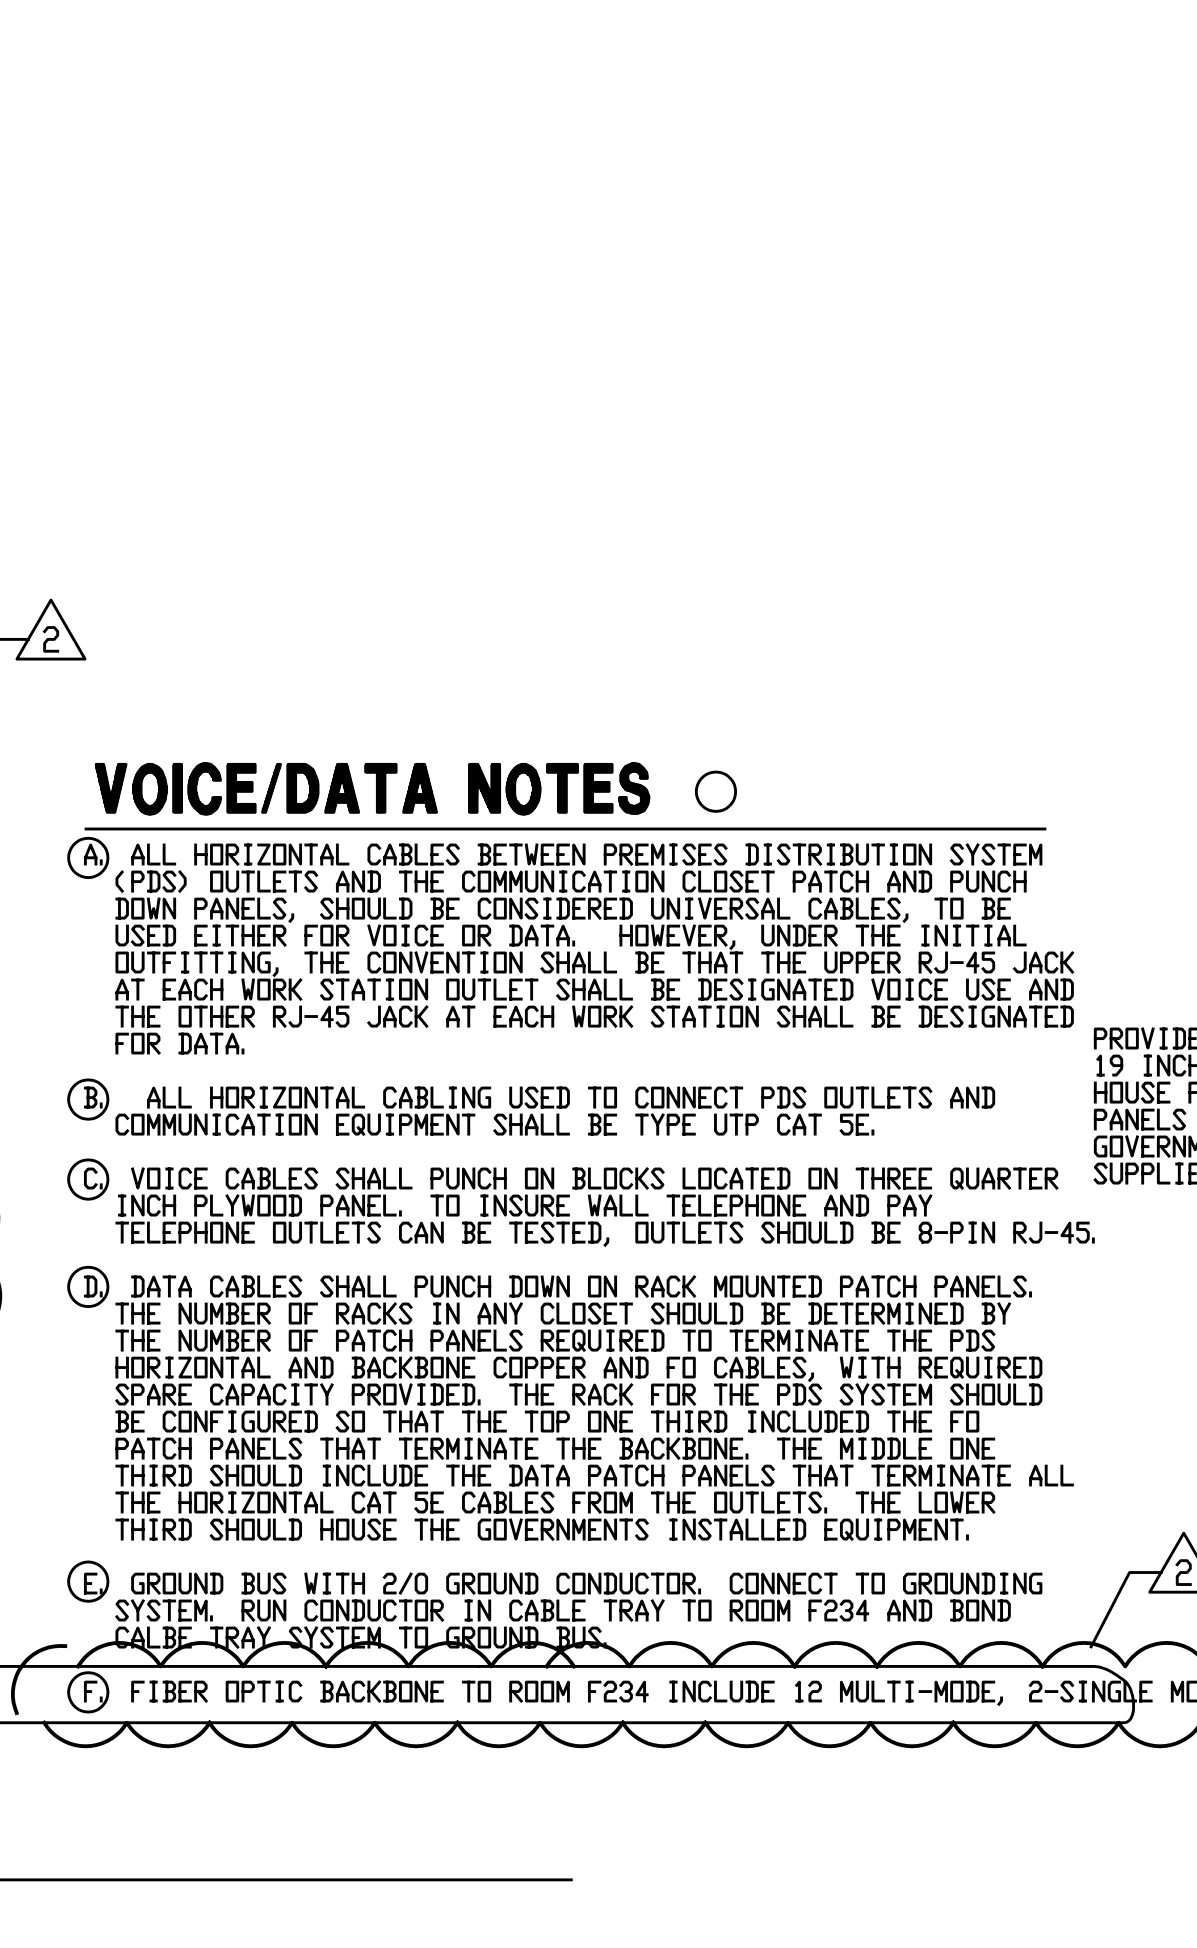 2
VOICE/DATA NOTES
A. ALL HORIZONTAL CABLES BETWEEN PREMISES DISTRIBUTION SYSTEM
(PDS) OUTLETS AND THE COMMUNICATION CLOSET PATCH AND PUNCH
DOWN PANELS, SHOULD BE CONSIDERED UNIVERSAL CABLES, TO BE
USED EITHER FOR VOICE OR DATA. HOWEVER, UNDER THE INITIAL
OUTFITTING, THE CONVENTION SHALL BE THAT THE UPPER RJ-45 JACK
AT EACH WORK STATION OUTLET SHALL BE DESIGNATED VOICE USE AND
THE OTHER RJ-45 JACK AT EACH WORK STATION SHALL BE DESIGNATED
FOR DATA.
B. ALL HORIZONTAL CABLING USED TO CONNECT PDS OUTLETS AND
COMMUNICATION EQUIPMENT SHALL BE TYPE UTP CAT 5E.
C. VOICE CABLES SHALL PUNCH ON BLOCKS LOCATED ON THREE QUARTER
INCH PLYWOOD PANEL. TO INSURE WALL TELEPHONE AND PAY
TELEPHONE OUTLETS CAN BE TESTED, OUTLETS SHOULD BE 8-PIN RJ-45.
D. DATA CABLES SHALL PUNCH DOWN ON RACK MOUNTED PATCH PANELS.
THE NUMBER OF RACKS IN ANY CLOSET SHOULD BE DETERMINED BY
THE NUMBER OF PATCH PANELS REQUIRED TO TERMINATE THE PDS
HORIZONTAL AND BACKBONE COPPER AND FO CABLES, WITH REQUIRED
SPARE CAPACITY PROVIDED. THE RACK FOR THE PDS SYSTEM SHOULD
BE CONFIGURED SO THAT THE TOP ONE THIRD INCLUDED THE FO
PATCH PANELS THAT TERMINATE THE BACKBONE. THE MIDDLE ONE
THIRD SHOULD INCLUDE THE DATA PATCH PANELS THAT TERMINATE ALL
THE HORIZONTAL CAT 5E CABLES FROM THE OUTLETS. THE LOWER
THIRD SHOULD HOUSE THE GOVERNMENTS INSTALLED EQUIPMENT.
E. GROUND BUS WITH 2/0 GROUND CONDUCTOR. CONNECT TO GROUNDING
SYSTEM. RUN CONDUCTOR IN CABLE TRAY TO ROOM F234 AND BOND
CALBE TRAY SYSTEM TO GROUND BUS.
F. FIBER OPTIC BACKBONE TO ROOM F234 INCLUDE 12 MULTI-MODE, 2-SINGLE MO
PROVIDE
19 INCH
HOUSE
PANELS
GOVERNM
SUPPLIE
2